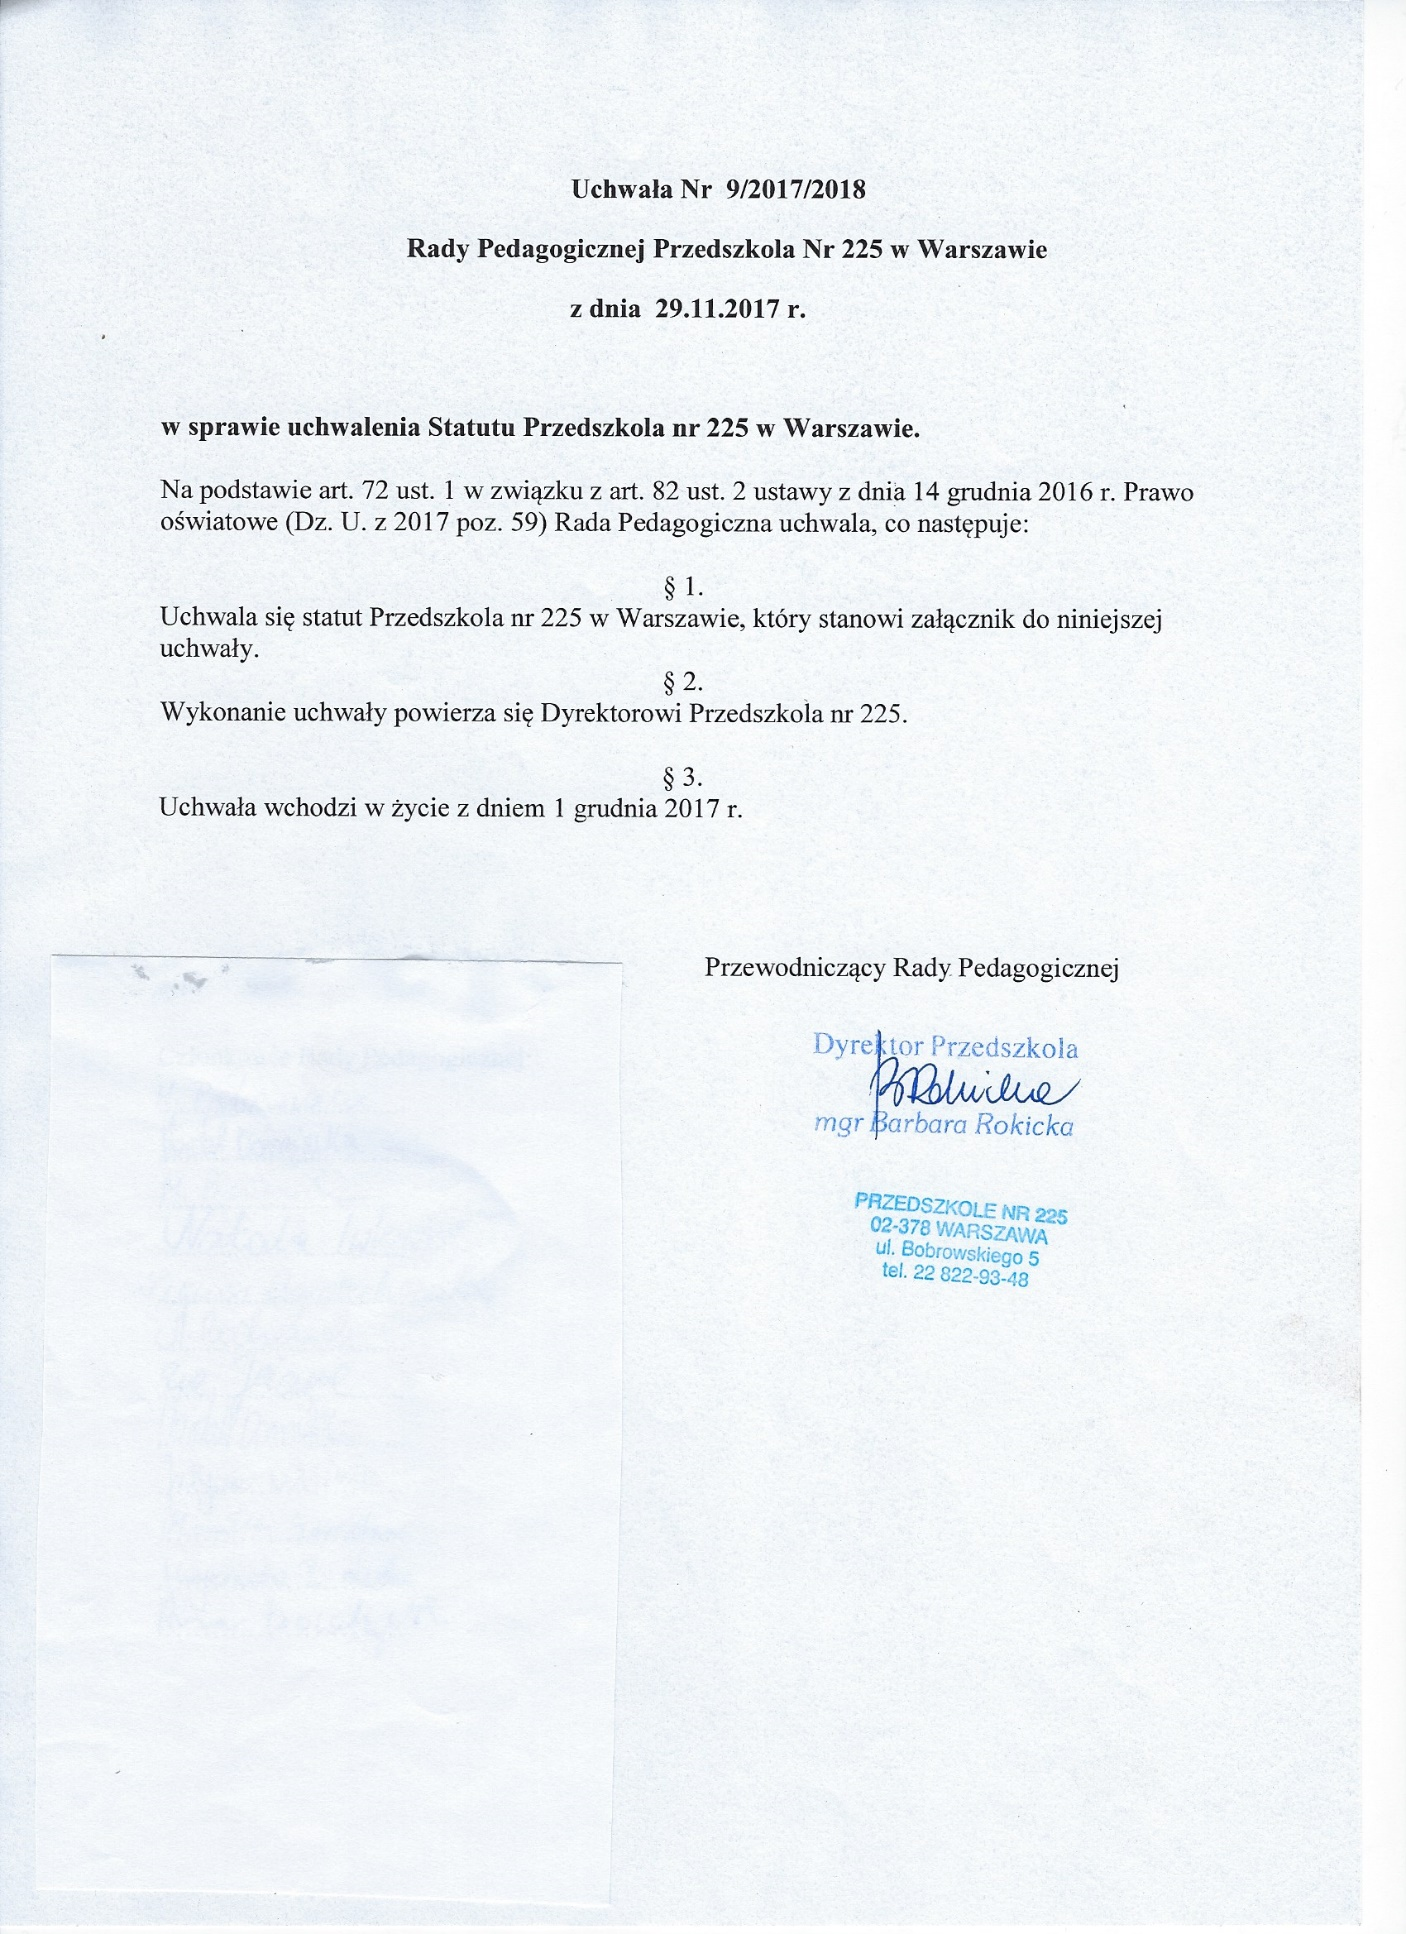 Uchwała Nr 9/2017/2018
Rady Pedagogicznej Przedszkola Nr 225 w Warszawie
z dnia 29.11.2017 r.
w sprawie uchwalenia Statutu Przedszkola nr 225 w Warszawie.
Na podstawie art. 72 ust. 1 w związku z art. 82 ust. 2 ustawy z dnia 14 grudnia 2016 r. Prawo
oświatowe (Dz. U. z 2017 poz. 59) Rada Pedagogiczna uchwala, co następuje:
§ 1.
Uchwala się statut Przedszkola nr 225 w Warszawie, który stanowi załącznik do niniejszej
uchwały.
§ 2.
Wykonanie uchwały powierza się Dyrektorowi Przedszkola nr 225.
§ 3.
Uchwała wchodzi w życie z dniem 1 grudnia 2017 r.
Przewodniczący Rady Pedagogicznej
Dyrektor Przedszkola
mgr Barbara Rokicka
PRZEDSZKOLE NR 225
02-378 WARSZAWA
ul. Bobrowskiego 5
tel. 22 822-93-48